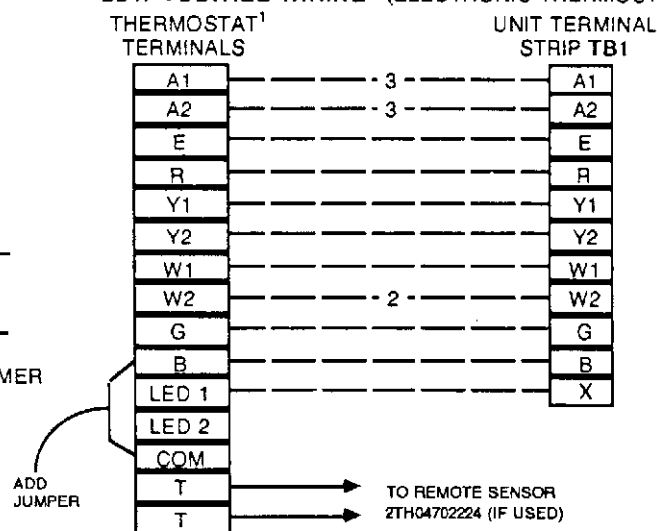 THERMOSTAT1 UNIT TERMINAL
TERMINALS STRIP TB1
A1 3 A1
A2 3 A2
E E
R R
Y1 Y1
Y2 Y2
W1 W1
W2 2 W2
G G
B B
MER
LED 1 X
LED 2
COM
ADD
JUMPER
T TO REMOTE SENSOR
T 2TH04702224 (IF USED)